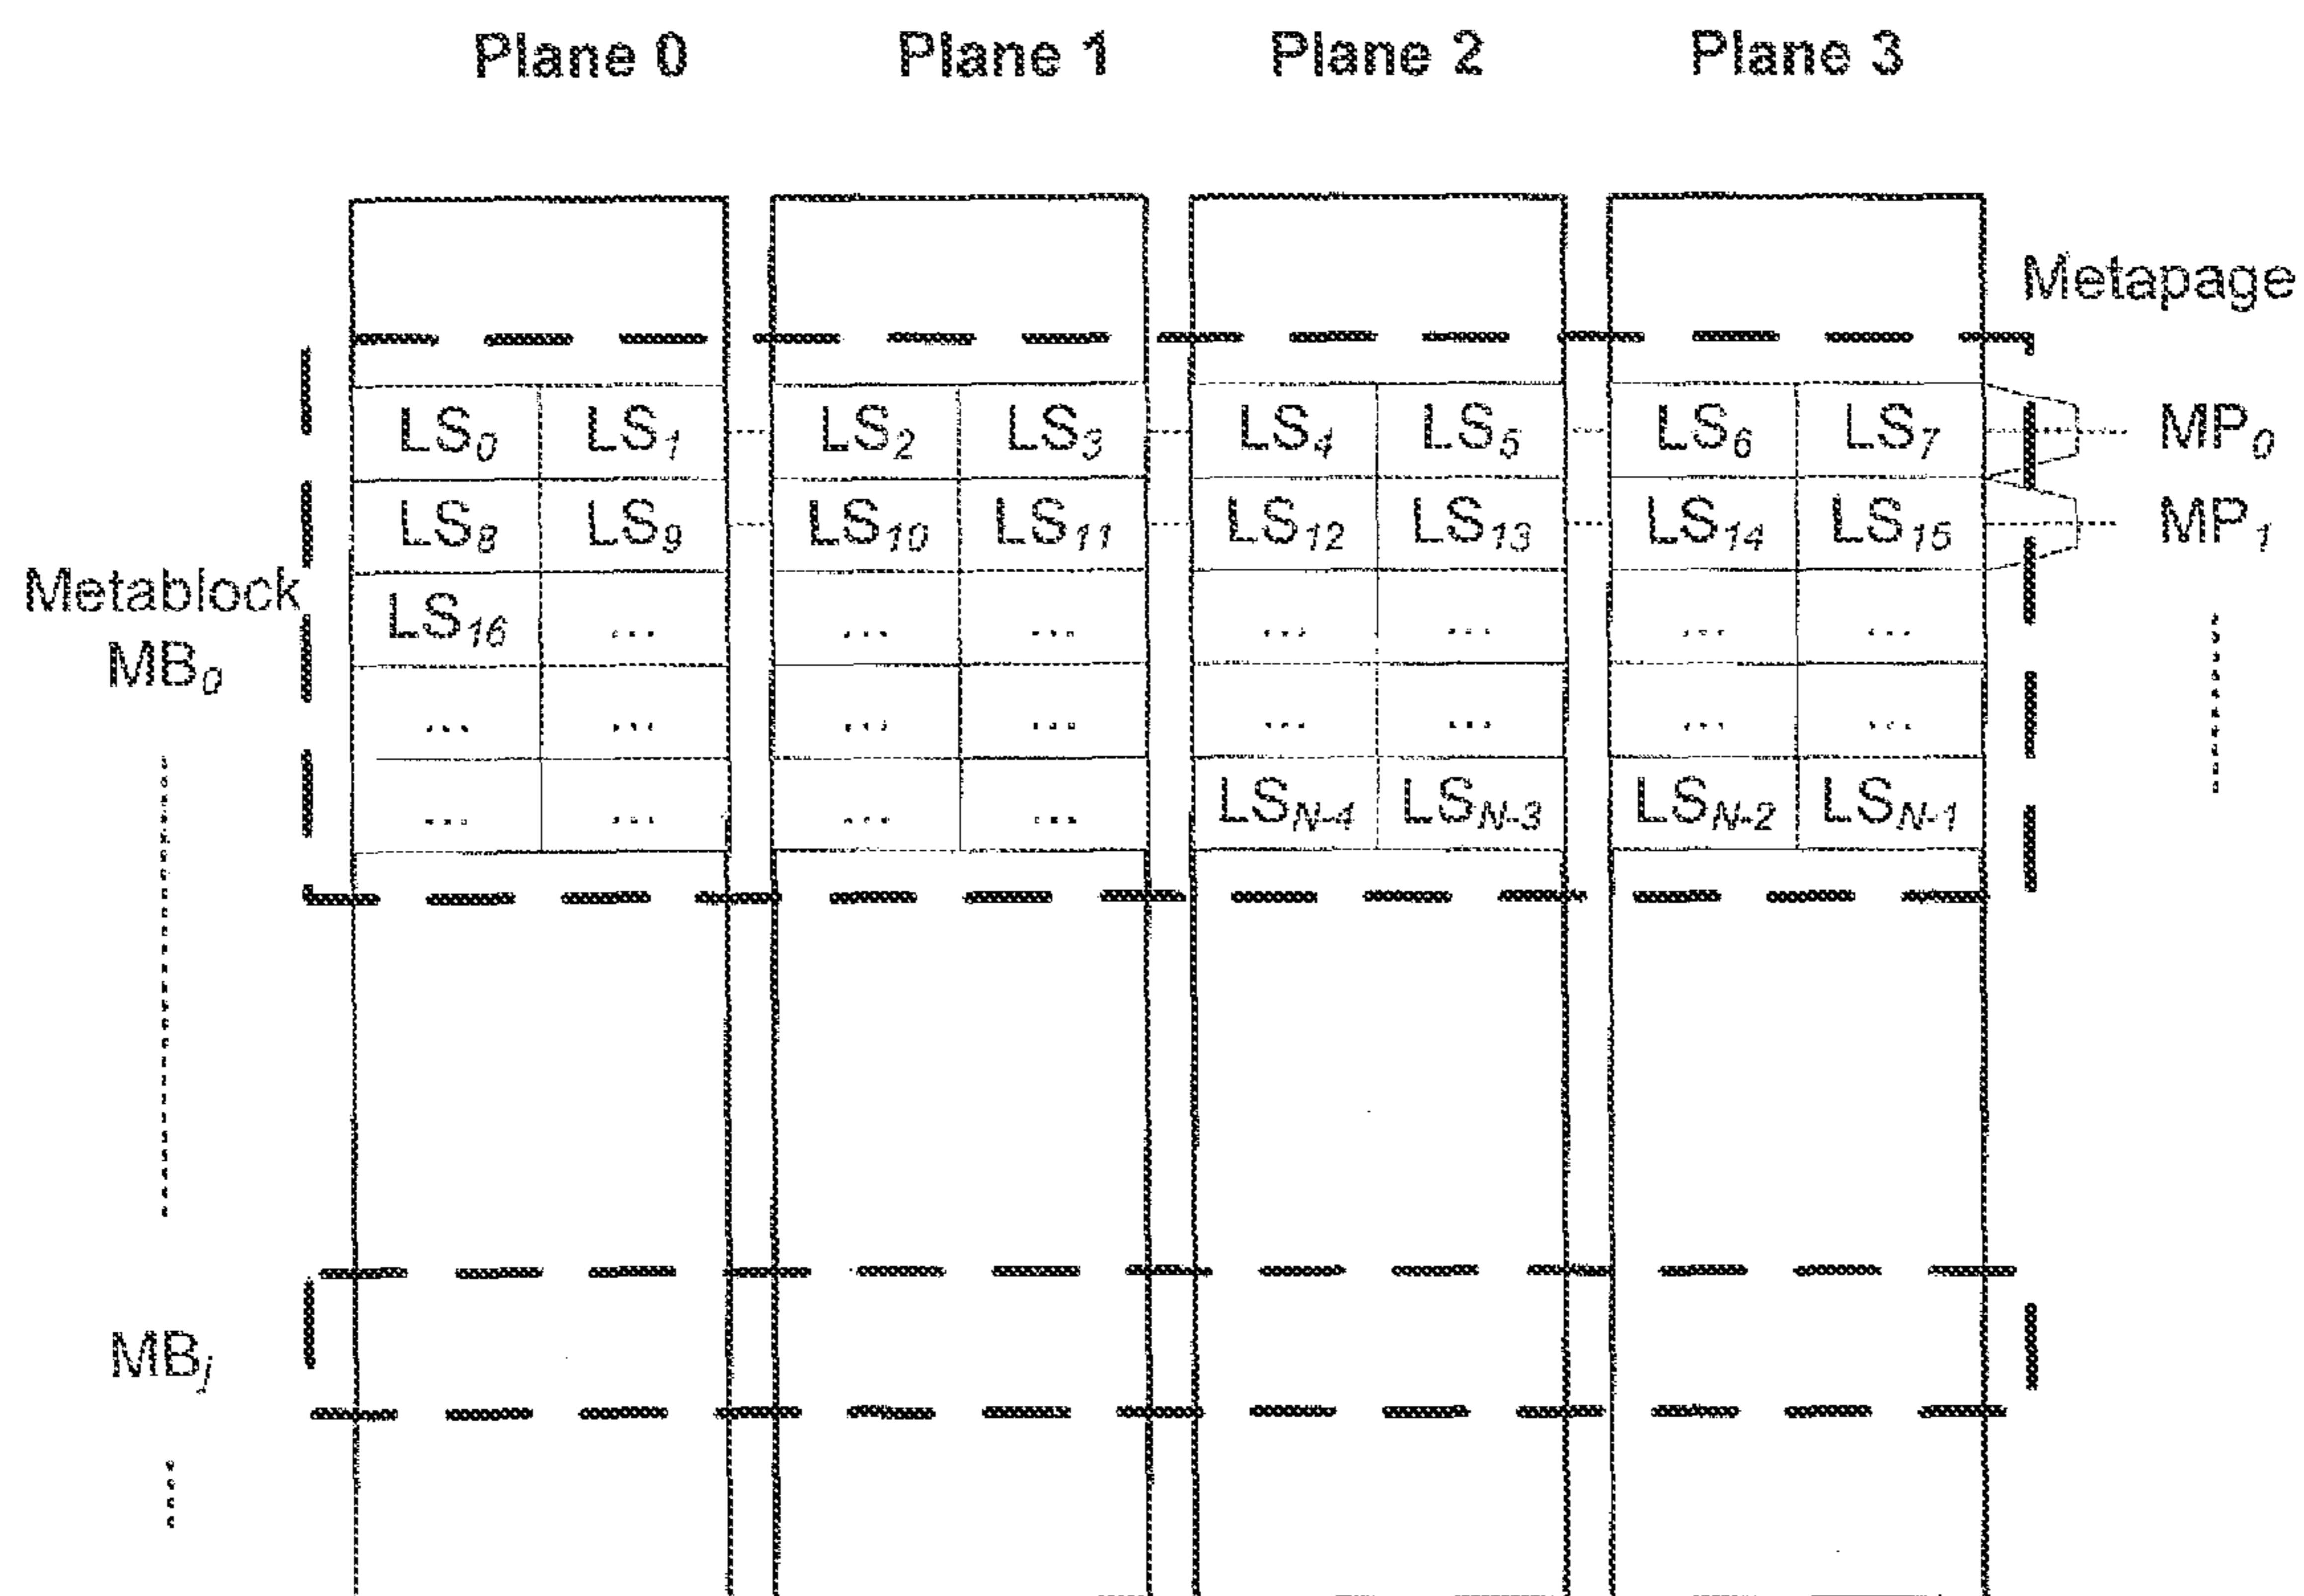 Plane 0 Plane 1 Plane 2 Plane 3
Metapage
LS0 LS1 LS2 LS3 LS4 LS5 LS6 LS7 MP0
LS8 LS9 LS10 LS11 LS12 LS13 LS14 LS15 MP1
Metablock
LS16 ... ... ... ... ... ... ...
MB0
... ... ... ... ... ... ... ...
... ... ... ... LSN-4 LSN-3 LSN-2 LSN-1
MBj